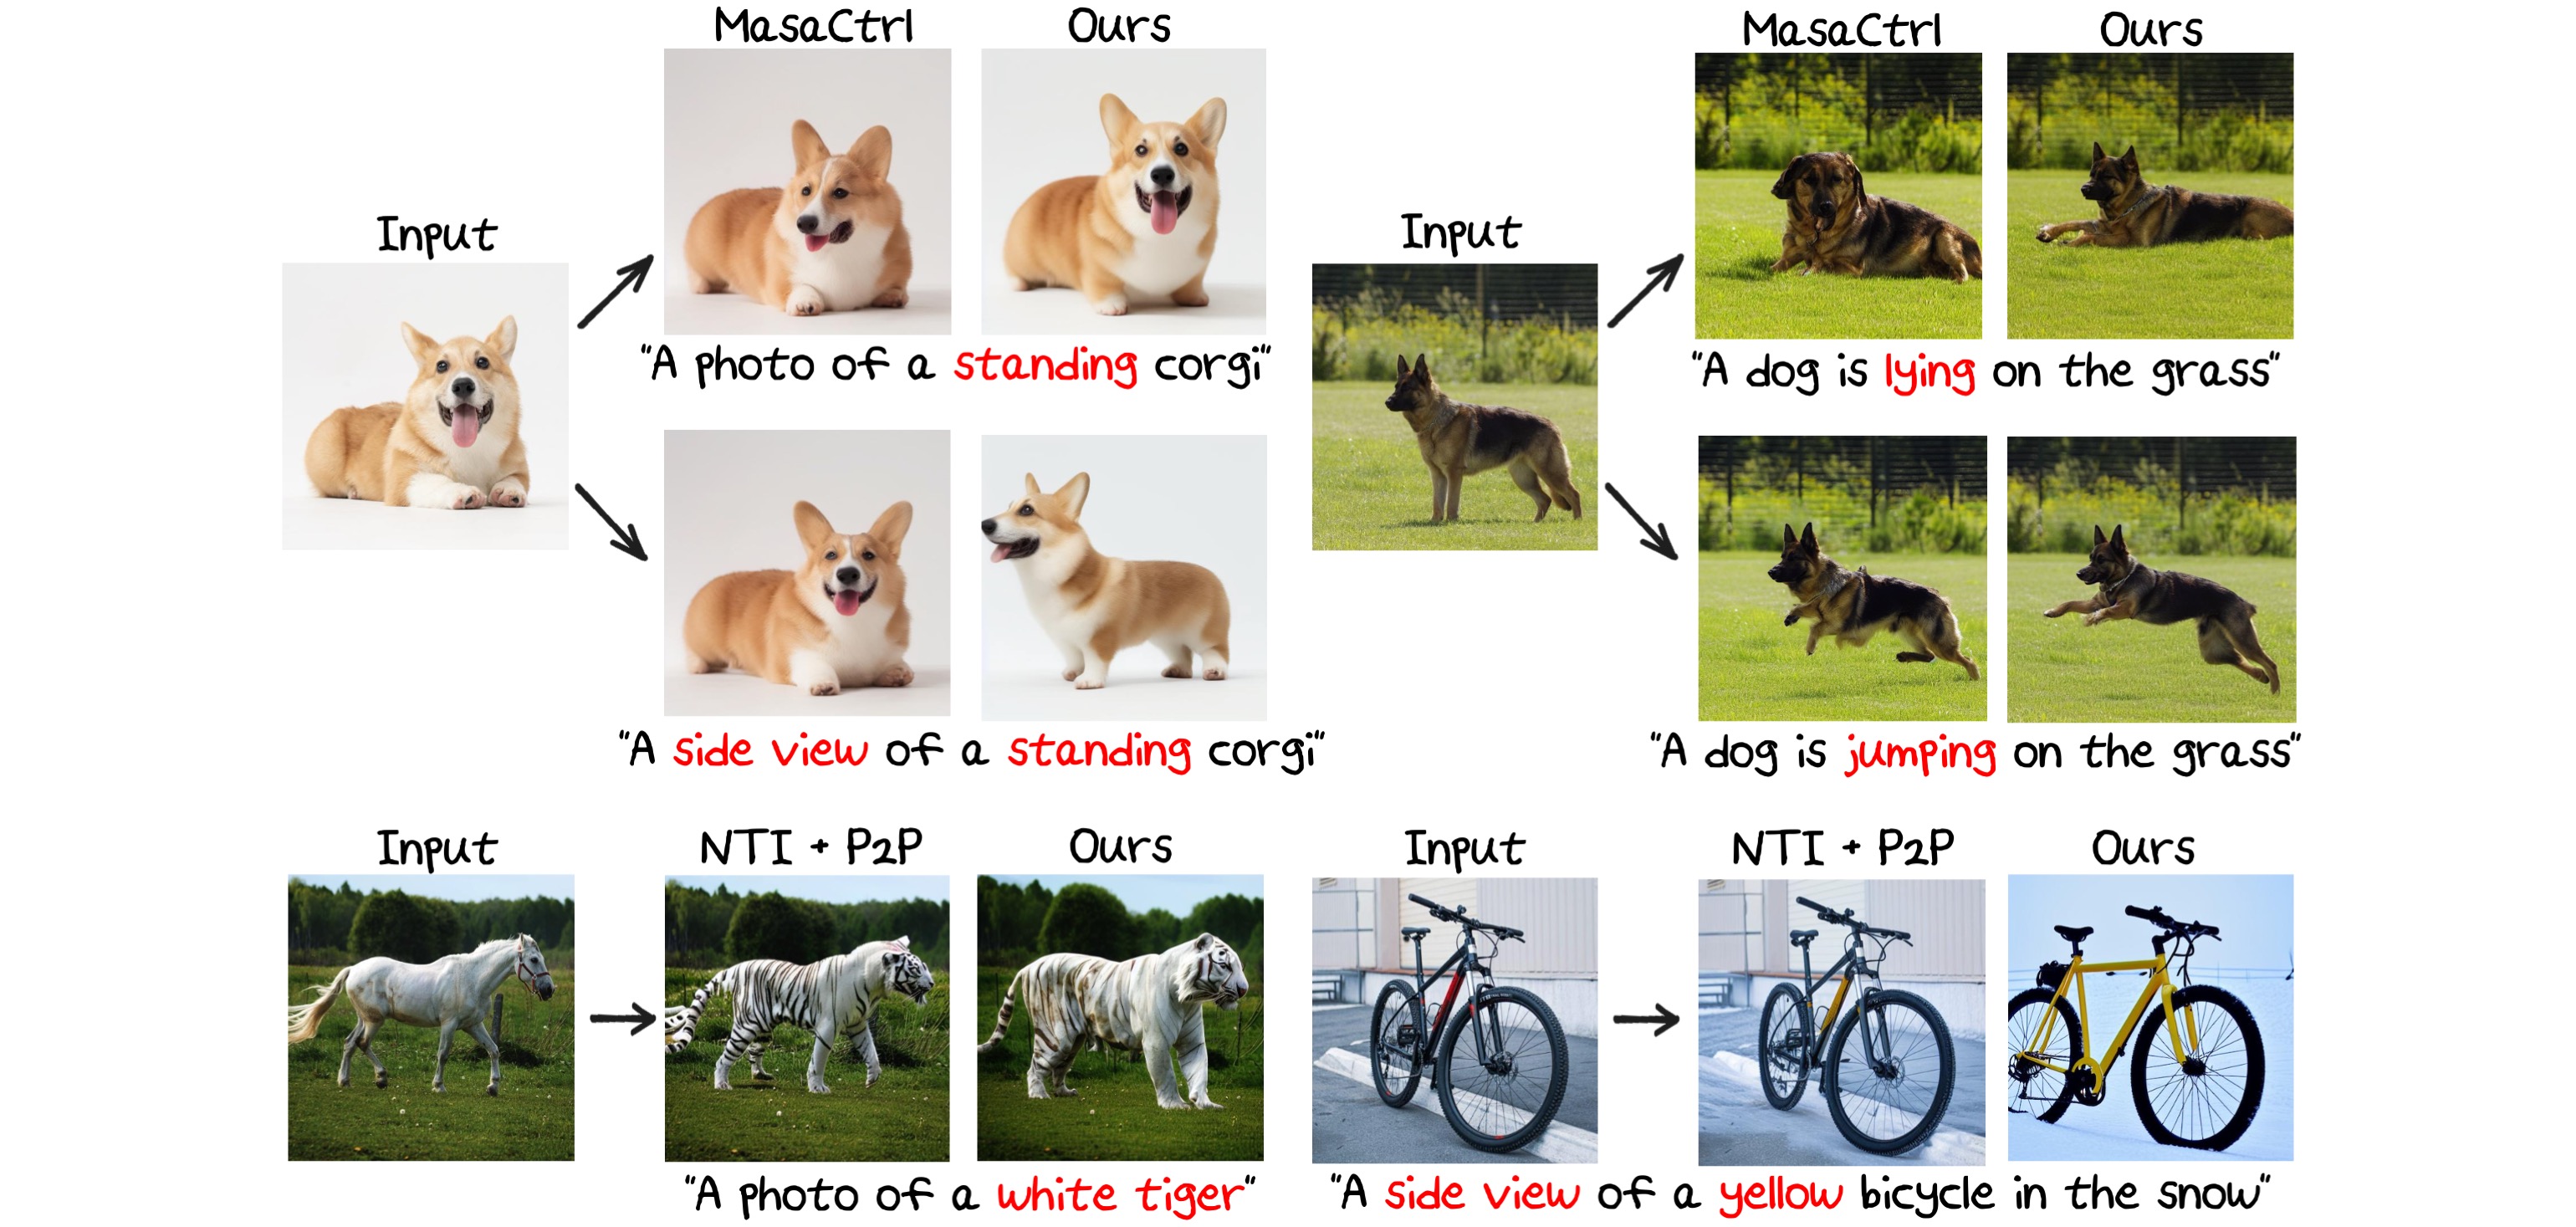 MasaCtrl Ours
Input
"A photo of a standing corgi"
"A side view of a standing corgi"
MasaCtrl Ours
Input
"A dog is lying on the grass"
"A dog is jumping on the grass"
Input NTI + P2P Ours
"A photo of a white tiger"
Input NTI + P2P Ours
"A side view of a yellow bicycle in the snow"